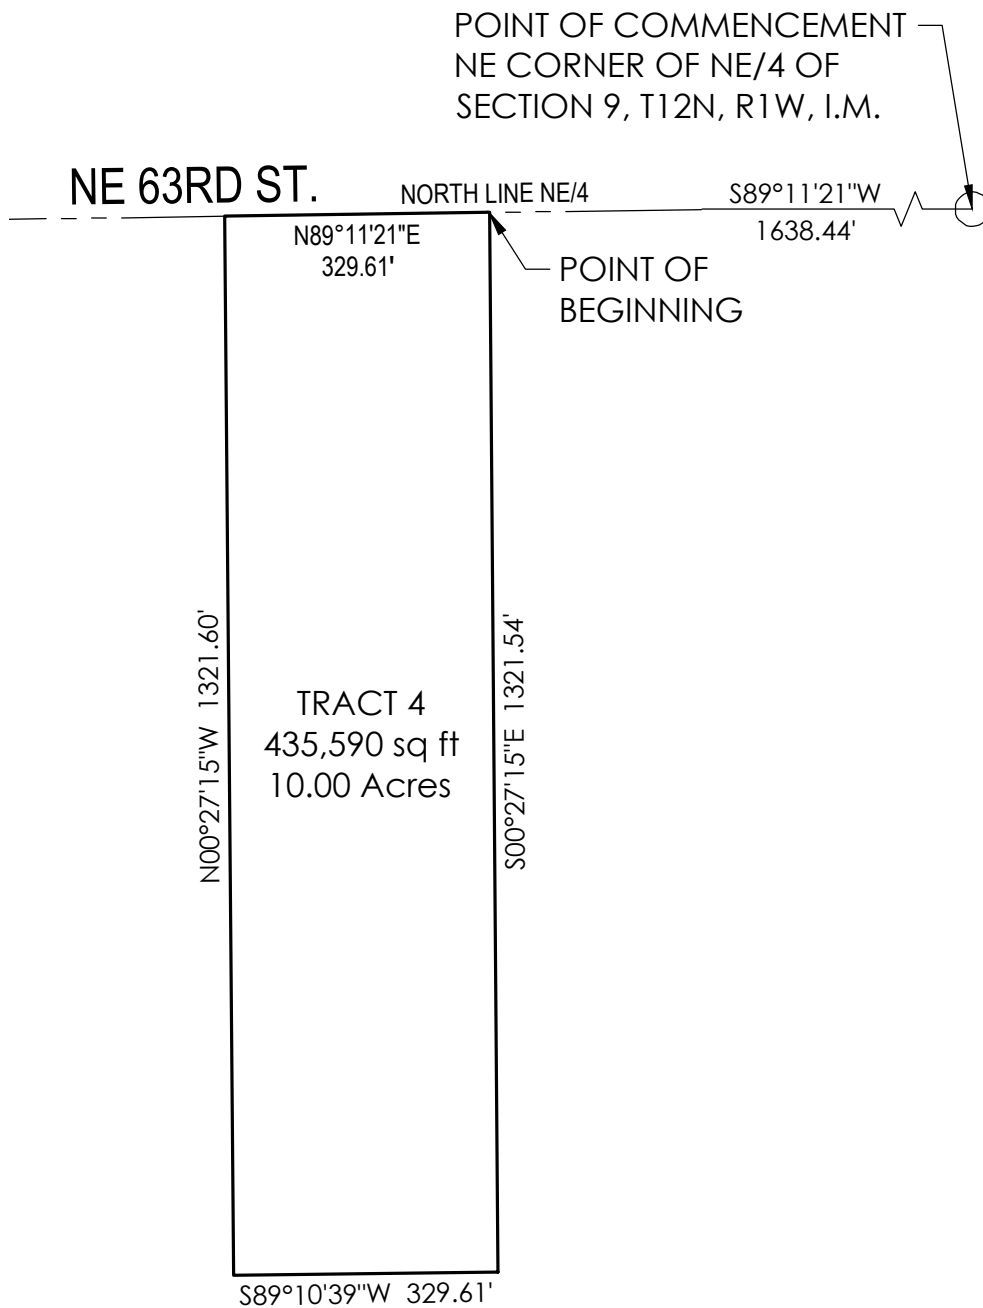 POINT OF COMMENCEMENT
NE CORNER OF NE/4 OF
SECTION 9, T12N, R1W, I.M.
NE 63RD ST.
NORTH LINE NE/4
S89°11'21"W
1638.44'
N89°11'21"E
329.61'
POINT OF
BEGINNING
N00°27'15"W 1321.60'
S00°27'15"E 1321.54'
TRACT 4
435,590 sq ft
10.00 Acres
S89°10'39"W 329.61'